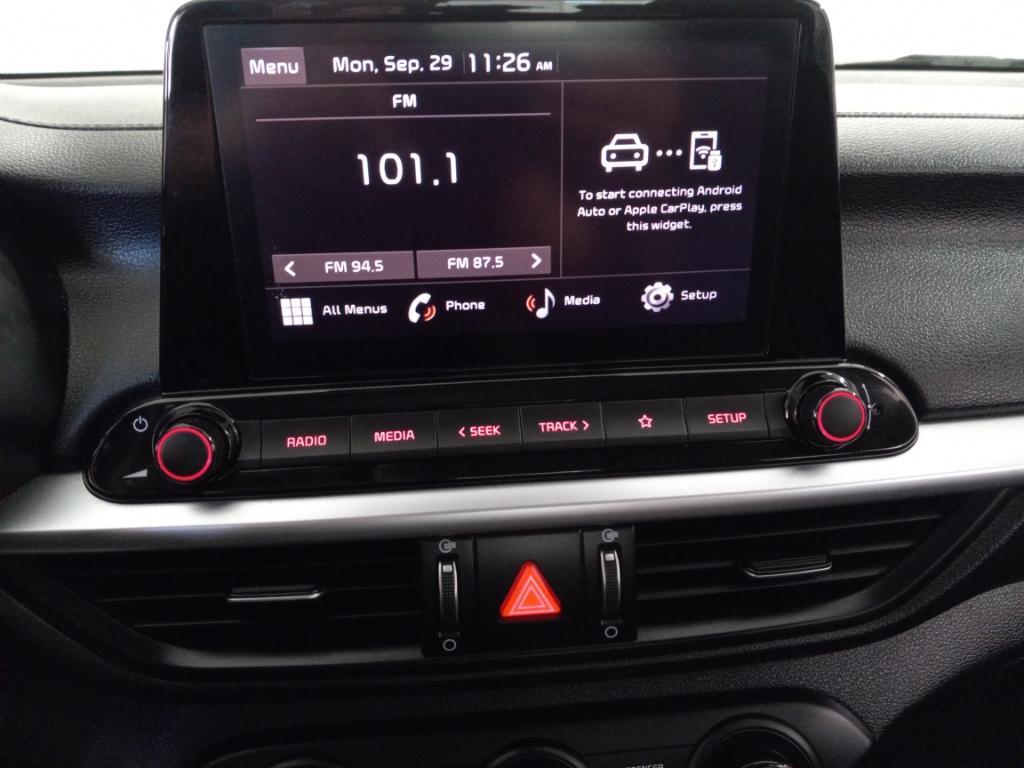 Menu
Mon, Sep. 29 11:26 AM
FM
101.1
To start connecting Android
Auto or Apple CarPlay, press
this widget.
< FM 94.5
FM 87.5 >
All Menus
Phone
Media
Setup
RADIO
MEDIA
< SEEK
TRACK >
SETUP